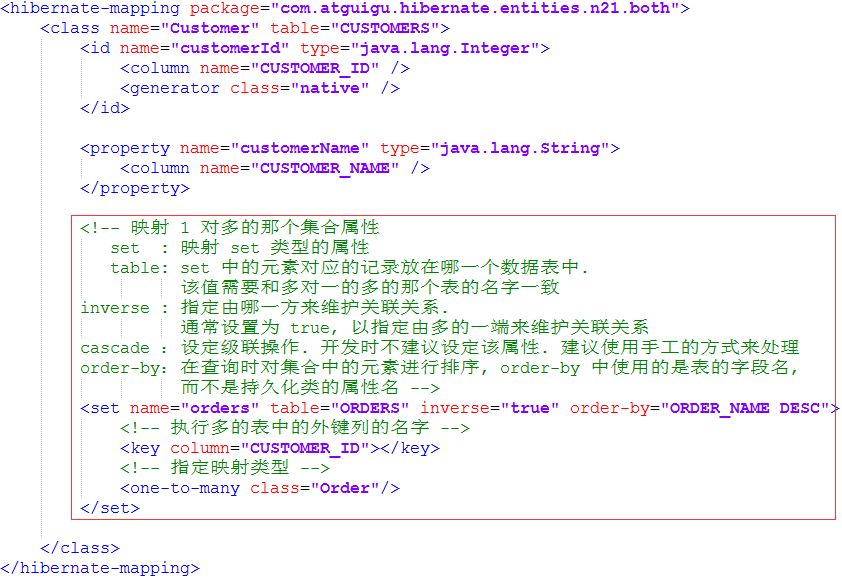 <hibernate-mapping package="com.atguigu.hibernate.entities.n21.both">
<class name="Customer" table="CUSTOMERS">
<id name="customerId" type="java.lang.Integer">
<column name="CUSTOMER_ID" />
<generator class="native" />
</id>
<property name="customerName" type="java.lang.String">
<column name="CUSTOMER_NAME" />
</property>
<!-- 映射 1 对多的那个集合属性
set : 映射 set 类型的属性
table: set 中的元素对应的记录放在哪一个数据表中.
该值需要和多对一的多的那个表的名字一致
inverse : 指定由哪一方来维护关联关系.
通常设置为 true, 以指定由多的一端来维护关联关系
cascade : 设定级联操作. 开发时不建议设定该属性. 建议使用手工的方式来处理
order-by: 在查询时对集合中的元素进行排序, order-by 中使用的是表的字段名,
而不是持久化类的属性名 -->
<set name="orders" table="ORDERS" inverse="true" order-by="ORDER_NAME DESC">
<!-- 执行多的表中的外键列的名字 -->
<key column="CUSTOMER_ID"></key>
<!-- 指定映射类型 -->
<one-to-many class="Order"/>
</set>
</class>
</hibernate-mapping>